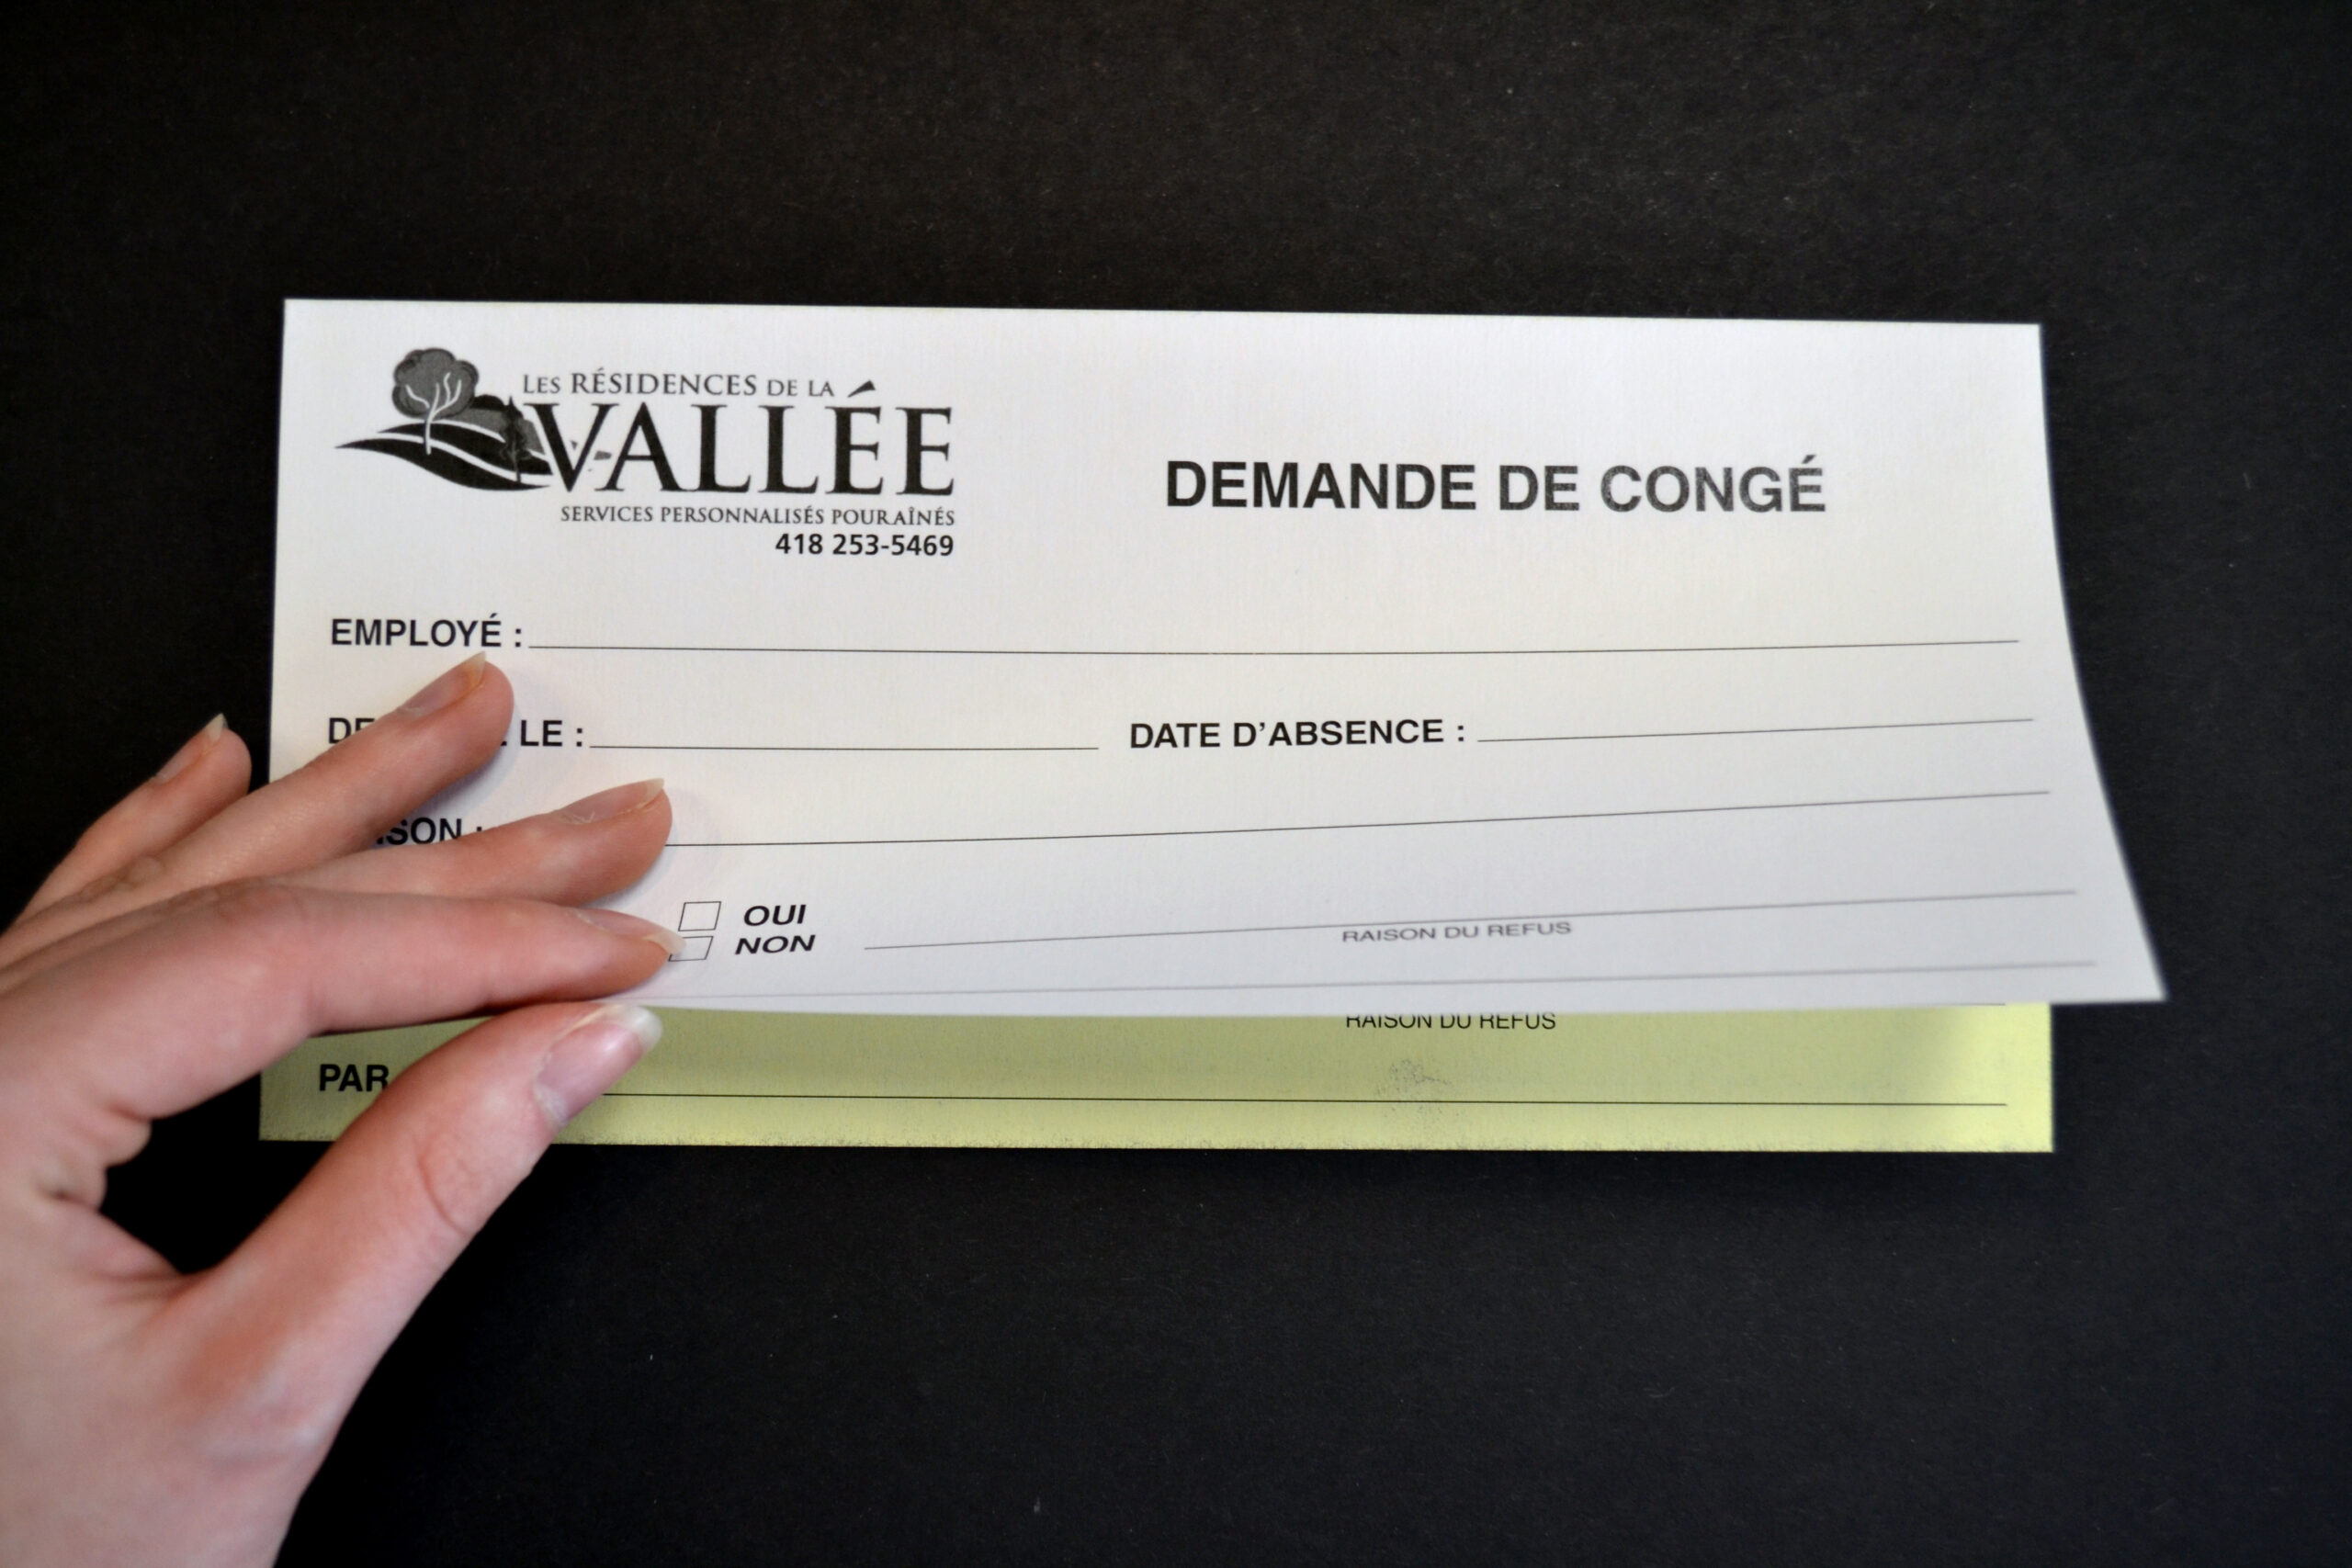 LES RÉSIDENCES DE LA
VALLÉE
SERVICES PERSONNALISÉS POUR AÎNÉS
418 253-5469
DEMANDE DE CONGÉ
EMPLOYÉ :
LE : DATE D'ABSENCE :
OUI
NON
RAISON DU REFUS
RAISON DU REFUS
PAR